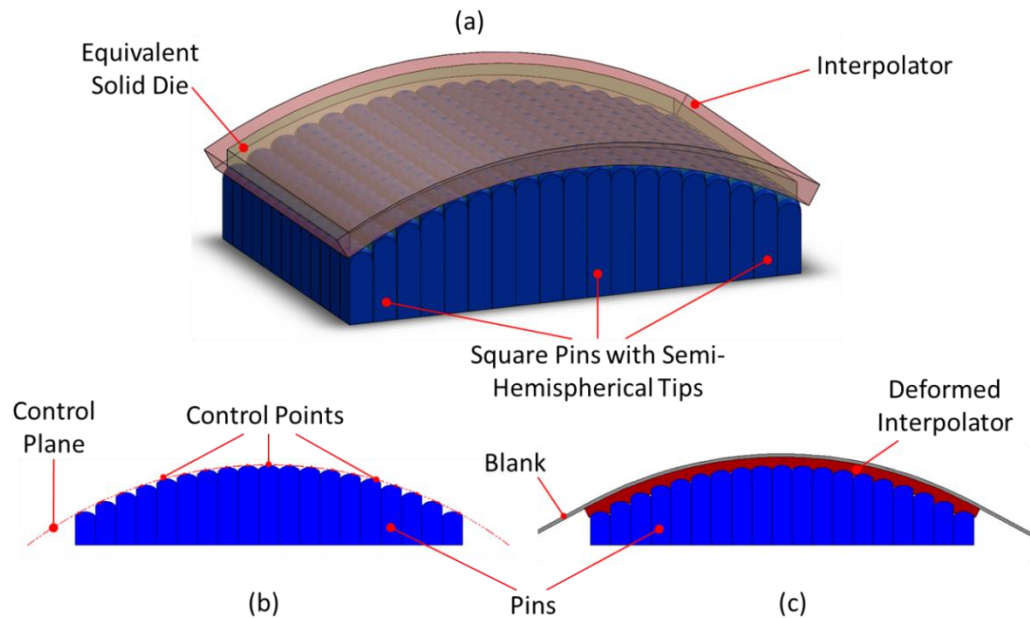 (a)
Equivalent
Solid Die
Interpolator
Square Pins with Semi-
Hemispherical Tips
Control
Plane
Control Points
Deformed
Interpolator
Blank
Pins
(b)
(c)